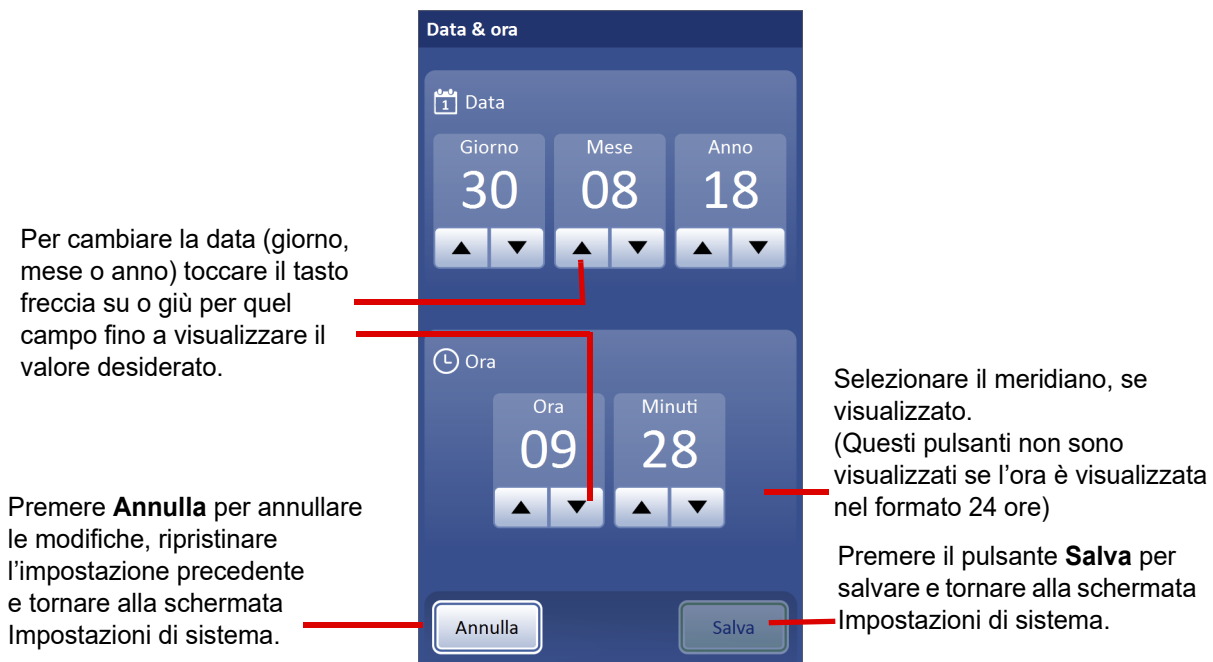 Data & ora
1 Data
Giorno Mese Anno
30 08 18
Per cambiare la data (giorno,
mese o anno) toccare il tasto
freccia su o giù per quel
campo fino a visualizzare il
valore desiderato.
Ora
Ora Minuti
09 28
Selezionare il meridiano, se
visualizzato.
(Questi pulsanti non sono
visualizzati se l’ora è visualizzata
nel formato 24 ore)
Premere Annulla per annullare
le modifiche, ripristinare
l’impostazione precedente
e tornare alla schermata
Impostazioni di sistema.
Premere il pulsante Salva per
salvare e tornare alla schermata
Impostazioni di sistema.
Annulla Salva